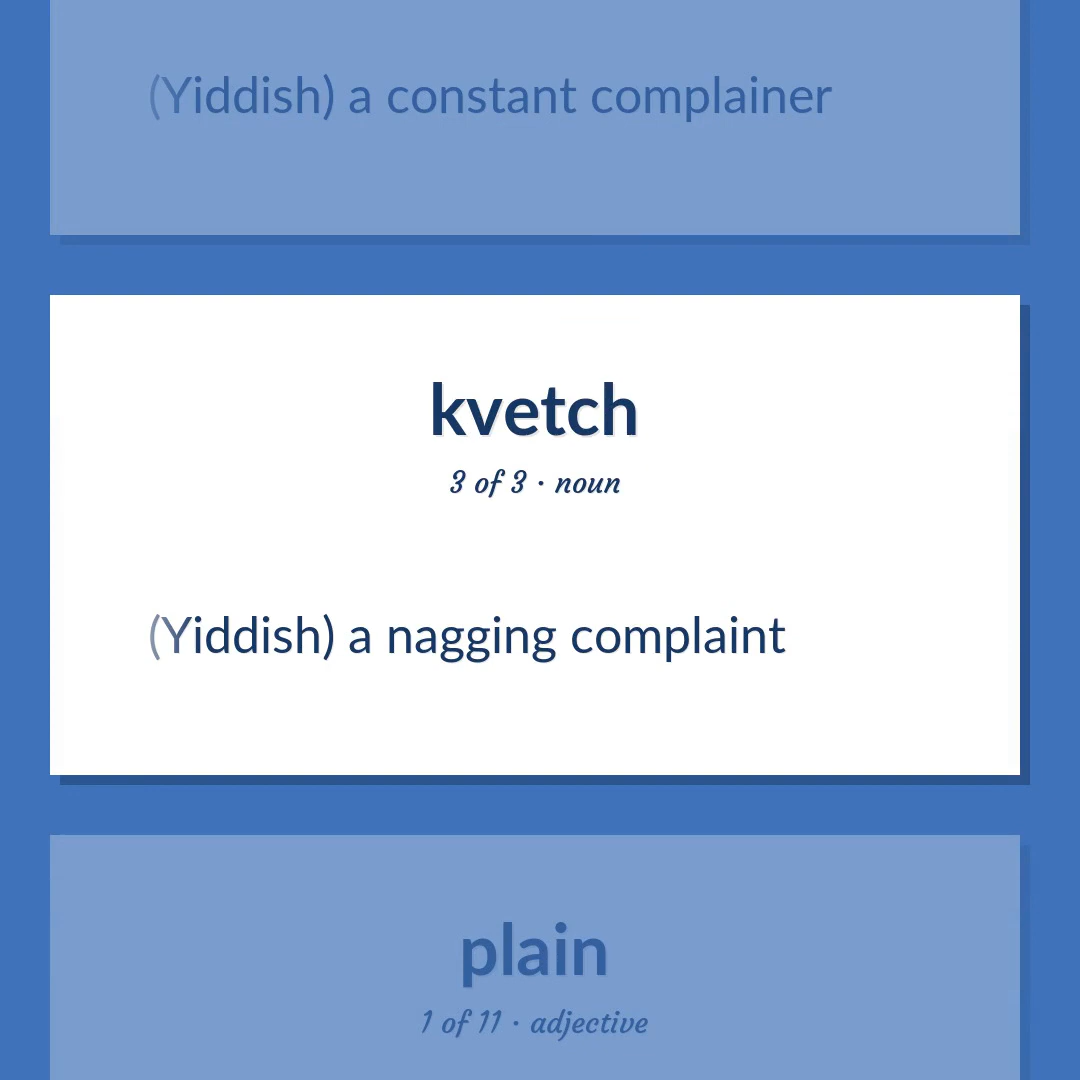 (Yiddish) a constant complainer
kvetch
3 of 3 · noun
(Yiddish) a nagging complaint
plain
1 of 11 · adjective